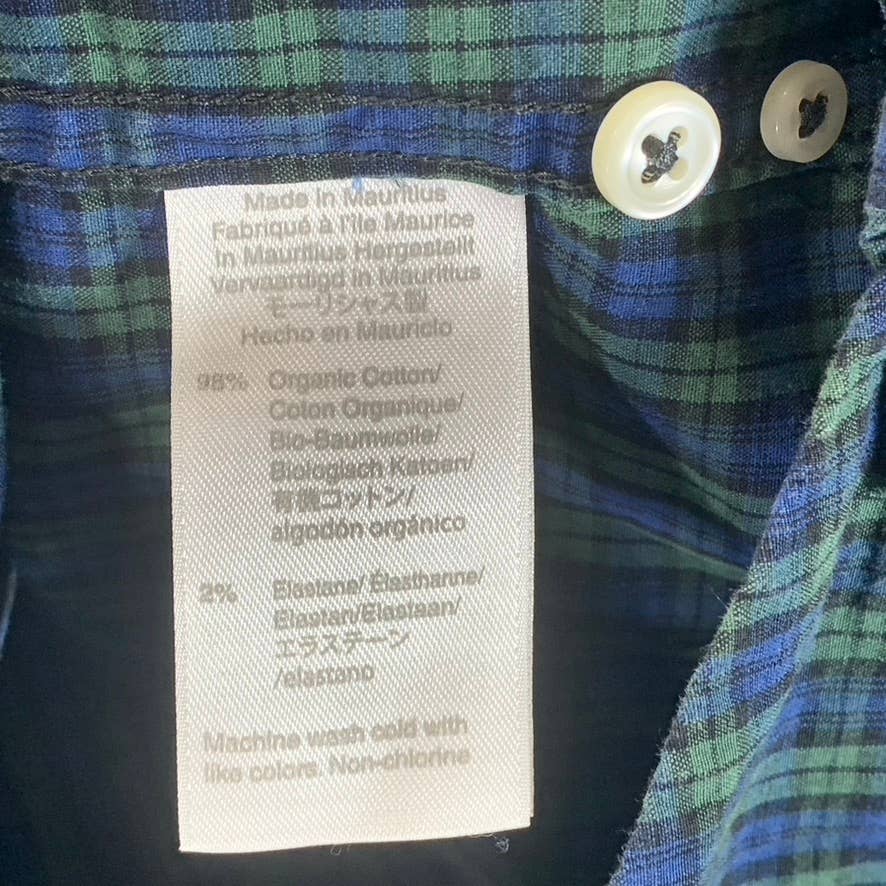 Made in Mauritius
Fabriqué à l'Ile Maurice
In Mauritius Hergestellt
Vervaardigd in Mauritius
モーリシャス製
Hecho en Mauricio
98% Organic Cotton/
Coton Organique/
Bio-Baumwolle/
Biologisch Katoen/
有機コットン/
algodón orgánico
2% Elastane/ Élasthanne/
Elastan/Elastaan/
エラステーン
/elastano
Machine wash cold with
like colors. Non-chlorine